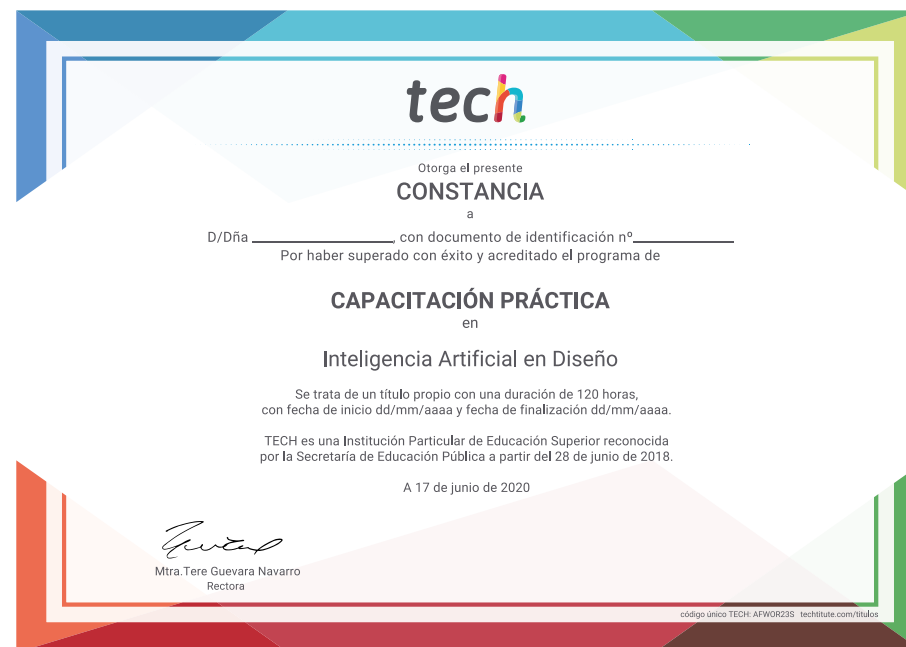 tech
Otorga el presente
CONSTANCIA
a
D/Dña ____________________, con documento de identificación nº______________
Por haber superado con éxito y acreditado el programa de
CAPACITACIÓN PRÁCTICA
en
Inteligencia Artificial en Diseño
Se trata de un título propio con una duración de 120 horas,
con fecha de inicio dd/mm/aaaa y fecha de finalización dd/mm/aaaa.
TECH es una Institución Particular de Educación Superior reconocida
por la Secretaría de Educación Pública a partir del 28 de junio de 2018.
A 17 de junio de 2020
Mtra.Tere Guevara Navarro
Rectora
código único TECH: AFWOR23S techtitute.com/titulos